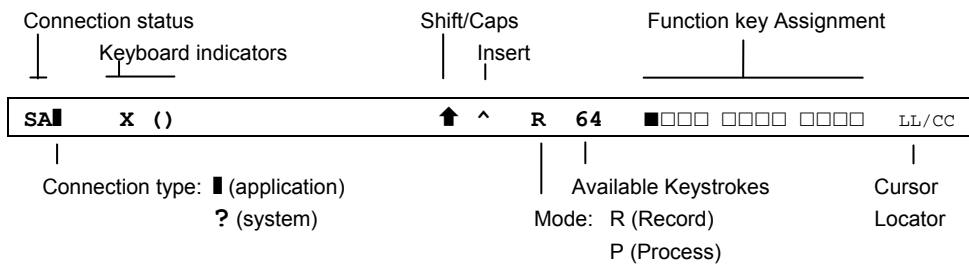 Connection status Shift/Caps Function key Assignment
Keyboard indicators Insert
SA▮ X () ⬆ ^ R 64 ■□□□ □□□□ □□□□ LL/CC
Connection type: ▮ (application) Available Keystrokes Cursor
? (system) Mode: R (Record) Locator
P (Process)